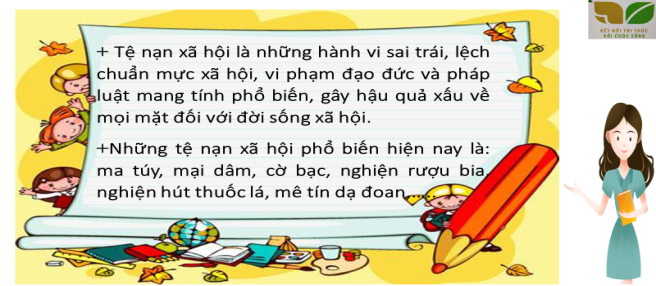 + Tệ nạn xã hội là những hành vi sai trái, lệch
chuẩn mực xã hội, vi phạm đạo đức và pháp
luật mang tính phổ biến, gây hậu quả xấu về
mọi mặt đối với đời sống xã hội.
+Những tệ nạn xã hội phổ biến hiện nay là:
ma túy, mại dâm, cờ bạc, nghiện rượu bia,
nghiện hút thuốc lá, mê tín dạ đoan,...
KẾT NỐI TRI THỨC
VỚI CUỘC SỐNG